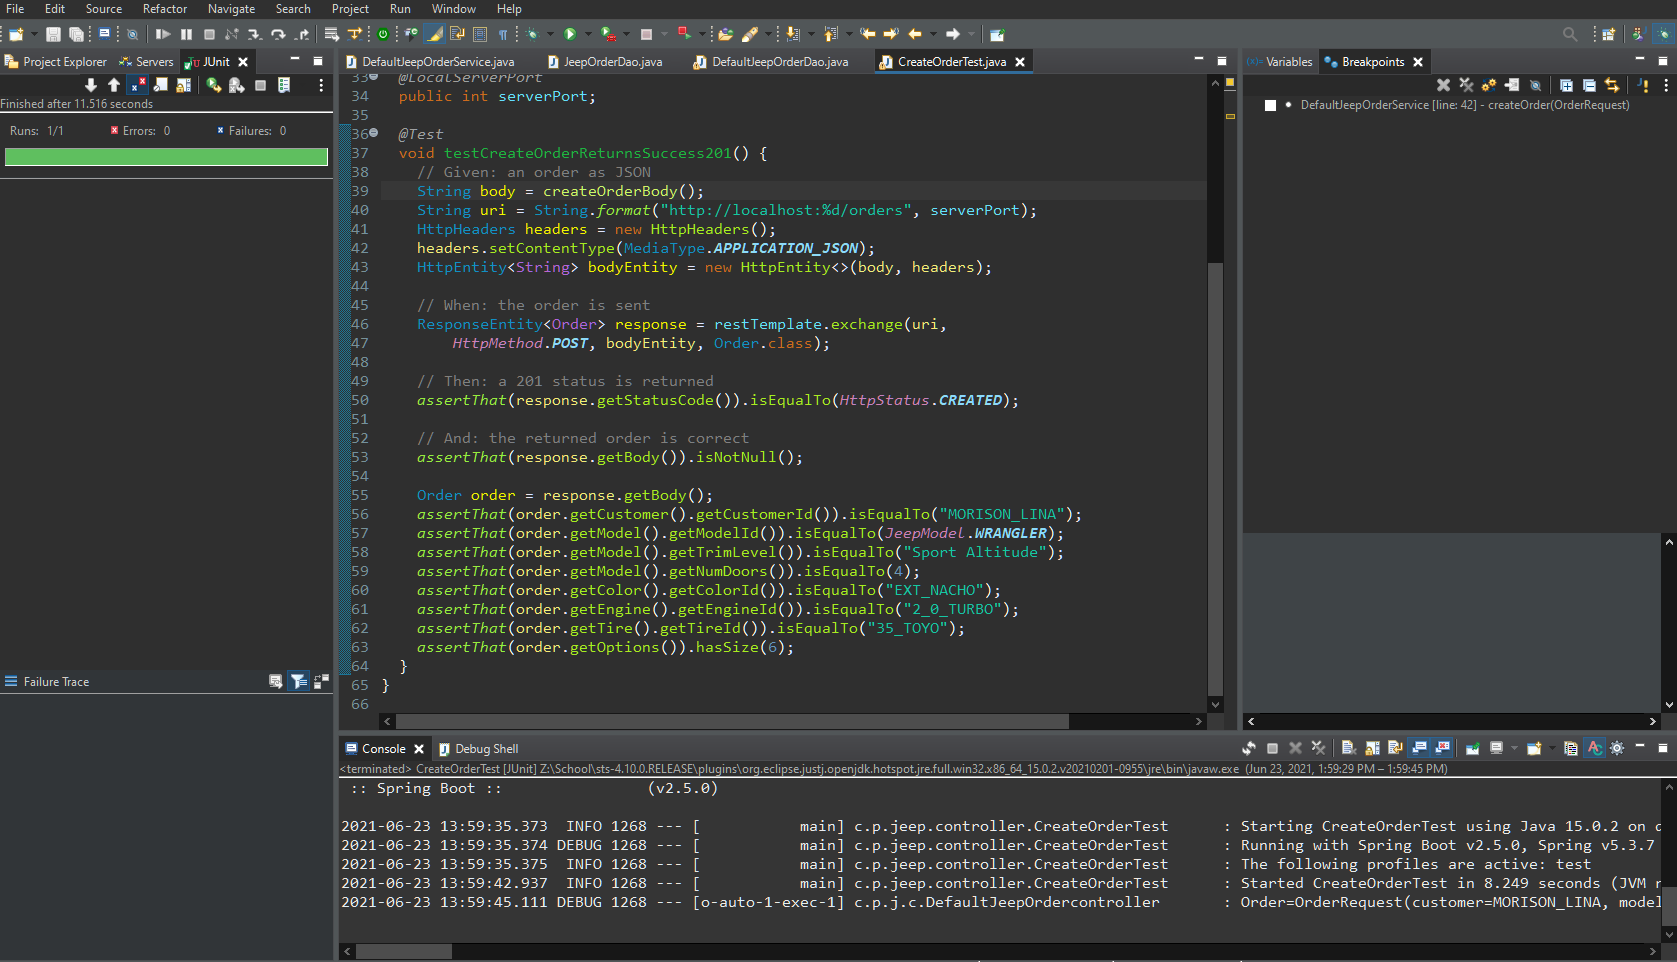 File Edit Source Refactor Navigate Search Project Run Window Help
Project Explorer Servers JUnit
Finished after 11.516 seconds
Runs: 1/1 Errors: 0 Failures: 0
Failure Trace
DefaultJeepOrderService.java JeepOrderDao.java DefaultJeepOrderDao.java CreateOrderTest.java
33 @LocalServerPort
34 public int serverPort;
35
36 @Test
37 void testCreateOrderReturnsSuccess201() {
38 // Given: an order as JSON
39 String body = createOrderBody();
40 String uri = String.format("http://localhost:%d/orders", serverPort);
41 HttpHeaders headers = new HttpHeaders();
42 headers.setContentType(MediaType.APPLICATION_JSON);
43 HttpEntity<String> bodyEntity = new HttpEntity<>(body, headers);
44
45 // When: the order is sent
46 ResponseEntity<Order> response = restTemplate.exchange(uri,
47 HttpMethod.POST, bodyEntity, Order.class);
48
49 // Then: a 201 status is returned
50 assertThat(response.getStatusCode()).isEqualTo(HttpStatus.CREATED);
51
52 // And: the returned order is correct
53 assertThat(response.getBody()).isNotNull();
54
55 Order order = response.getBody();
56 assertThat(order.getCustomer().getCustomerId()).isEqualTo("MORISON_LINA");
57 assertThat(order.getModel().getModelId()).isEqualTo(JeepModel.WRANGLER);
58 assertThat(order.getModel().getTrimLevel()).isEqualTo("Sport Altitude");
59 assertThat(order.getModel().getNumDoors()).isEqualTo(4);
60 assertThat(order.getColor().getColorId()).isEqualTo("EXT_NACHO");
61 assertThat(order.getEngine().getEngineId()).isEqualTo("2_0_TURBO");
62 assertThat(order.getTire().getTireId()).isEqualTo("35_TOYO");
63 assertThat(order.getOptions()).hasSize(6);
64 }
65 }
66
Variables Breakpoints
DefaultJeepOrderService [line: 42] - createOrder(OrderRequest)
Console Debug Shell
<terminated> CreateOrderTest [JUnit] Z:\School\sts-4.10.0.RELEASE\plugins\org.eclipse.justj.openjdk.hotspot.jre.full.win32.x86_64_15.0.2.v20210201-0955\jre\bin\javaw.exe (Jun 23, 2021, 1:59:29 PM – 1:59:45 PM)
:: Spring Boot :: (v2.5.0)
2021-06-23 13:59:35.373 INFO 1268 --- [ main] c.p.jeep.controller.CreateOrderTest : Starting CreateOrderTest using Java 15.0.2 on
2021-06-23 13:59:35.374 DEBUG 1268 --- [ main] c.p.jeep.controller.CreateOrderTest : Running with Spring Boot v2.5.0, Spring v5.3.7
2021-06-23 13:59:35.375 INFO 1268 --- [ main] c.p.jeep.controller.CreateOrderTest : The following profiles are active: test
2021-06-23 13:59:42.937 INFO 1268 --- [ main] c.p.jeep.controller.CreateOrderTest : Started CreateOrderTest in 8.249 seconds (JVM
2021-06-23 13:59:45.111 DEBUG 1268 --- [o-auto-1-exec-1] c.p.j.c.DefaultJeepOrdercontroller : Order=OrderRequest(customer=MORISON_LINA, model